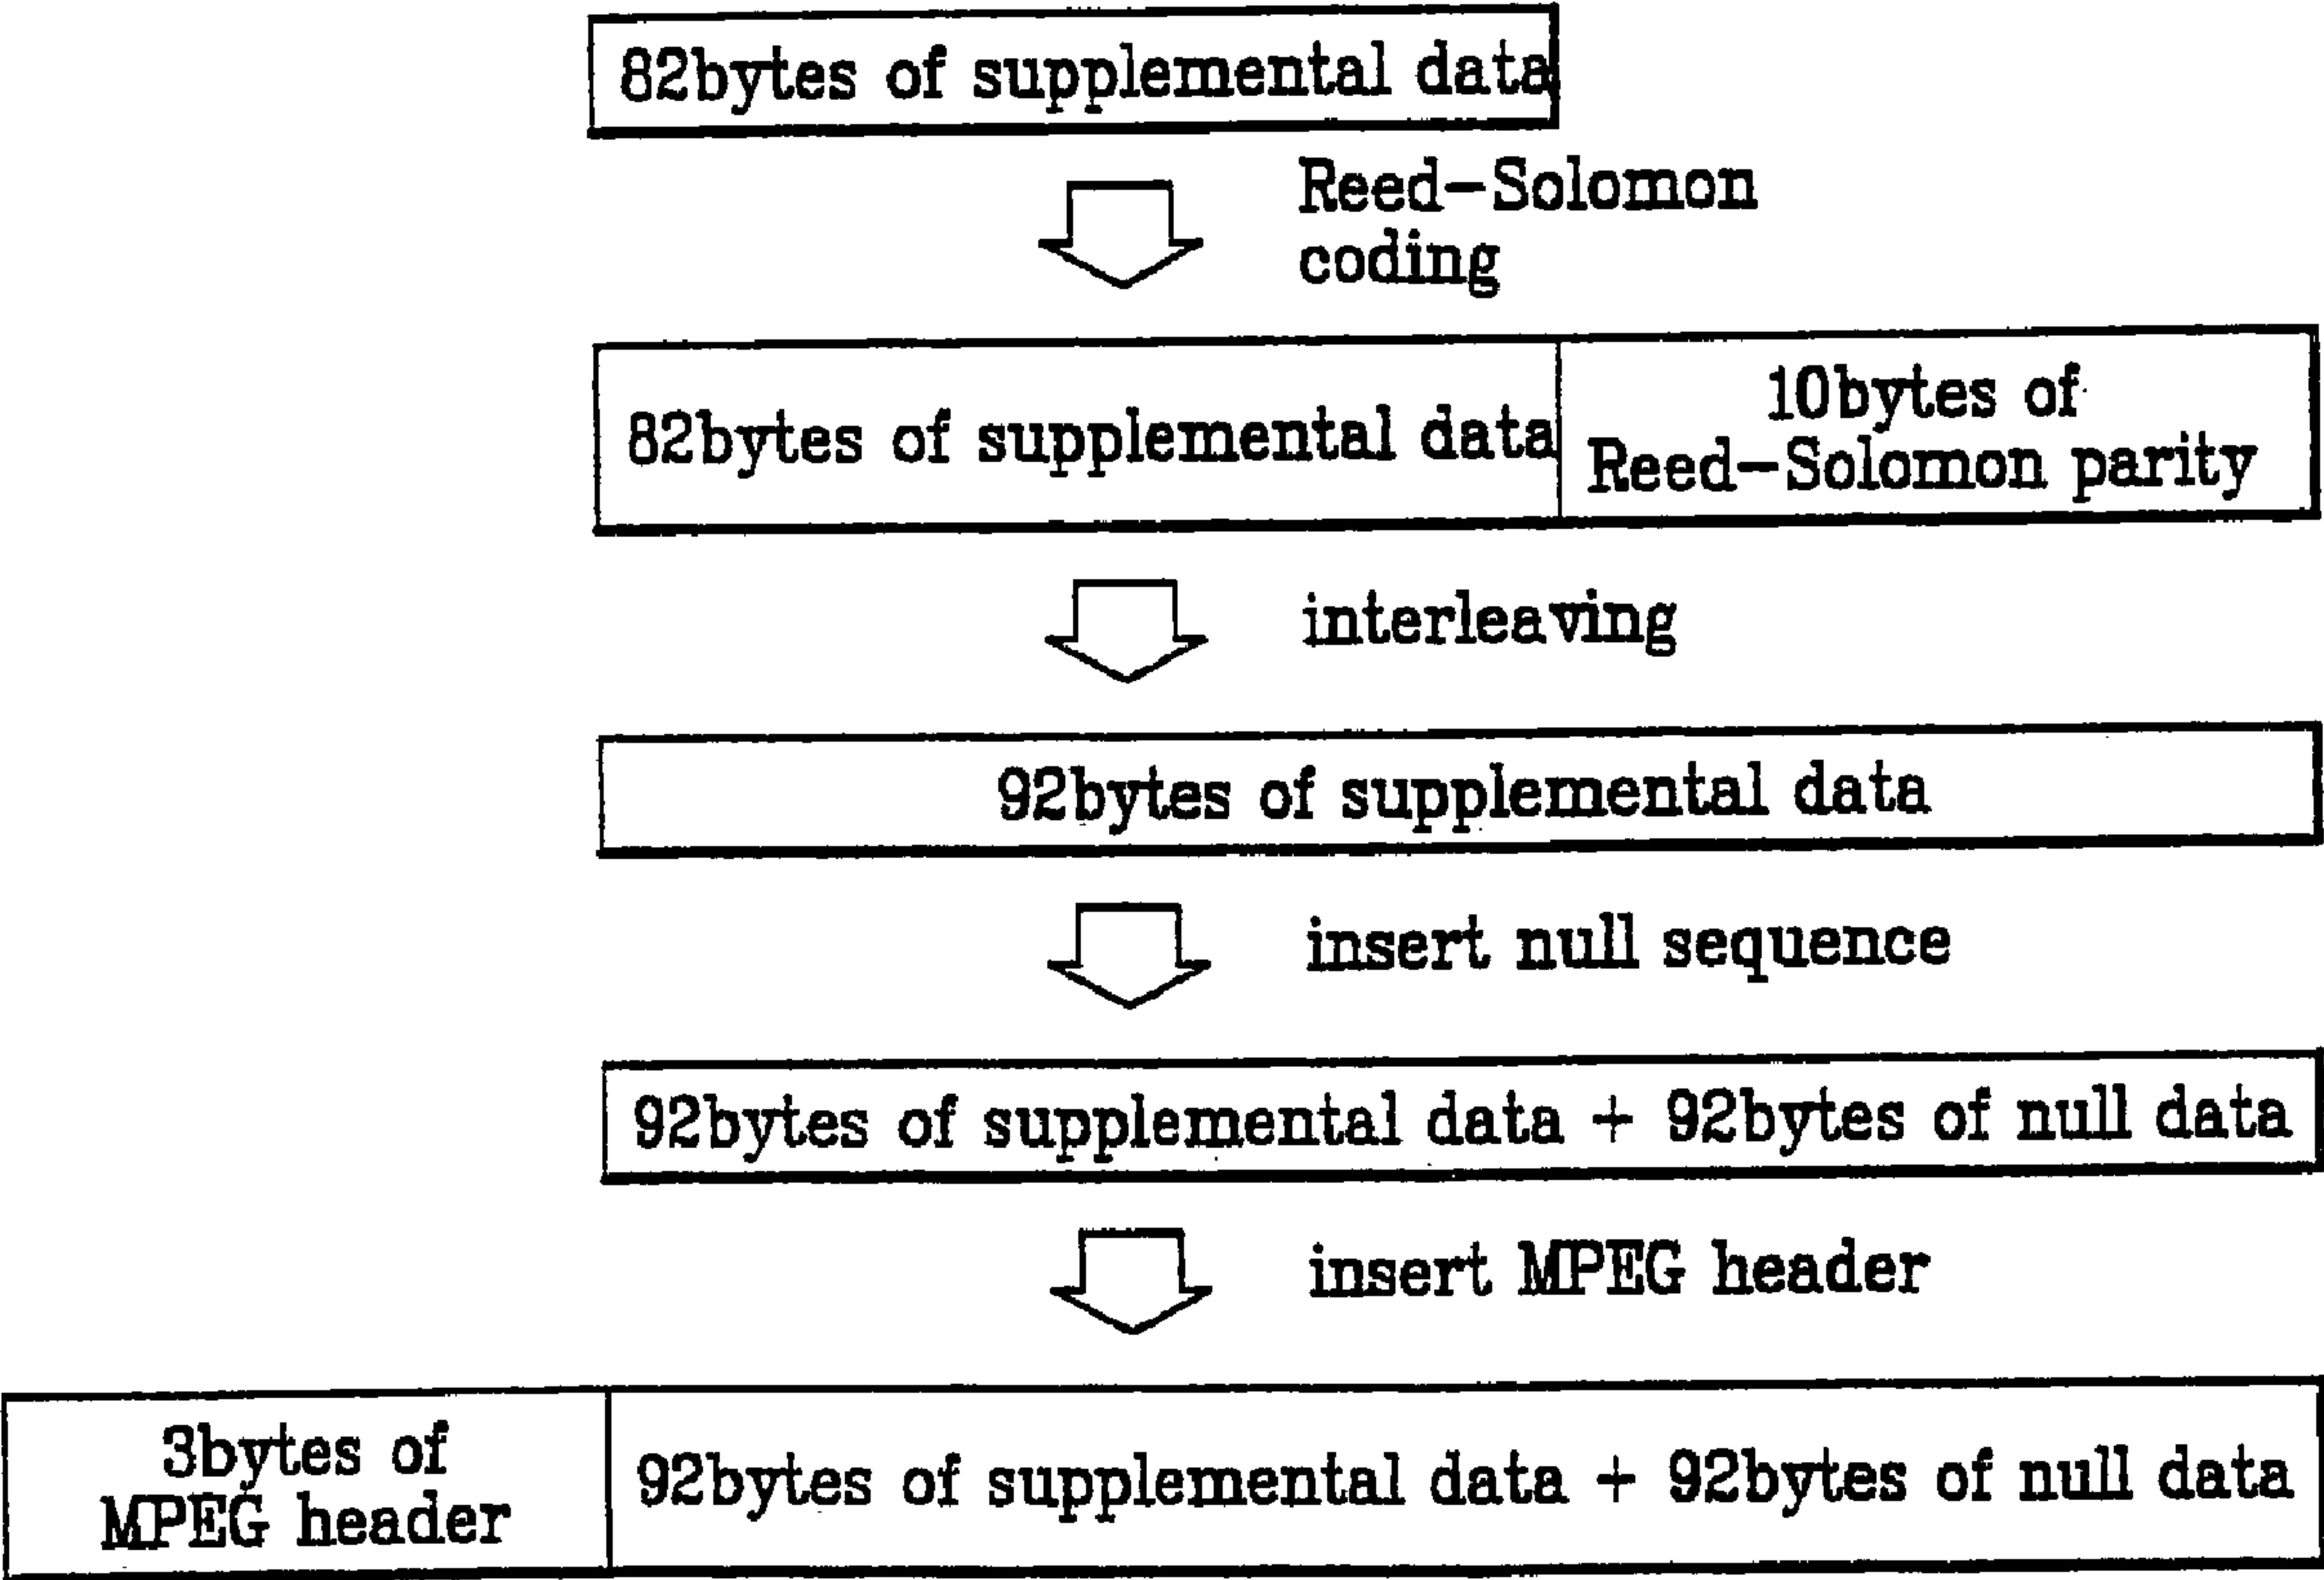 82bytes of supplemental data
Reed-Solomon
coding
82bytes of supplemental data
10bytes of
Reed-Solomon parity
interleaving
92bytes of supplemental data
insert null sequence
92bytes of supplemental data + 92bytes of null data
insert MPEG header
3bytes of
MPEG header
92bytes of supplemental data + 92bytes of null data